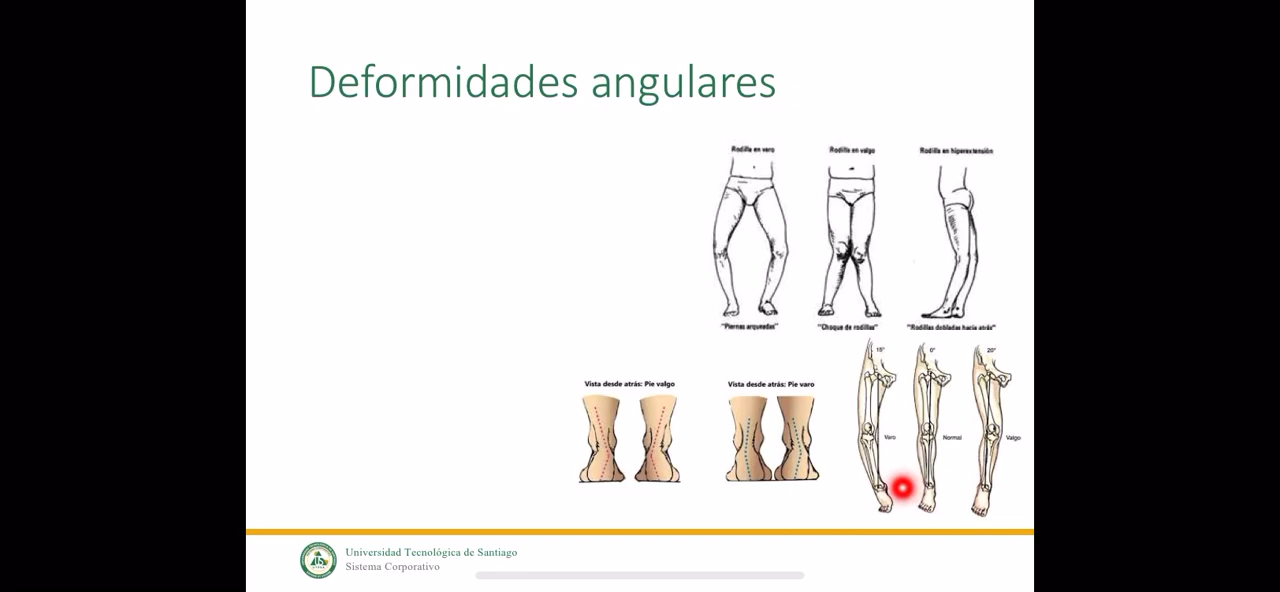 Deformidades angulares
Rodilla en varo
Rodilla en valgo
Rodilla en hiperextensión
"Piernas arqueadas"
"Choque de rodillas"
"Rodillas dobladas hacia atrás"
15°
0°
20°
Varo
Normal
Valgo
Vista desde atrás: Pie valgo
Vista desde atrás: Pie varo
Universidad Tecnológica de Santiago
Sistema Corporativo